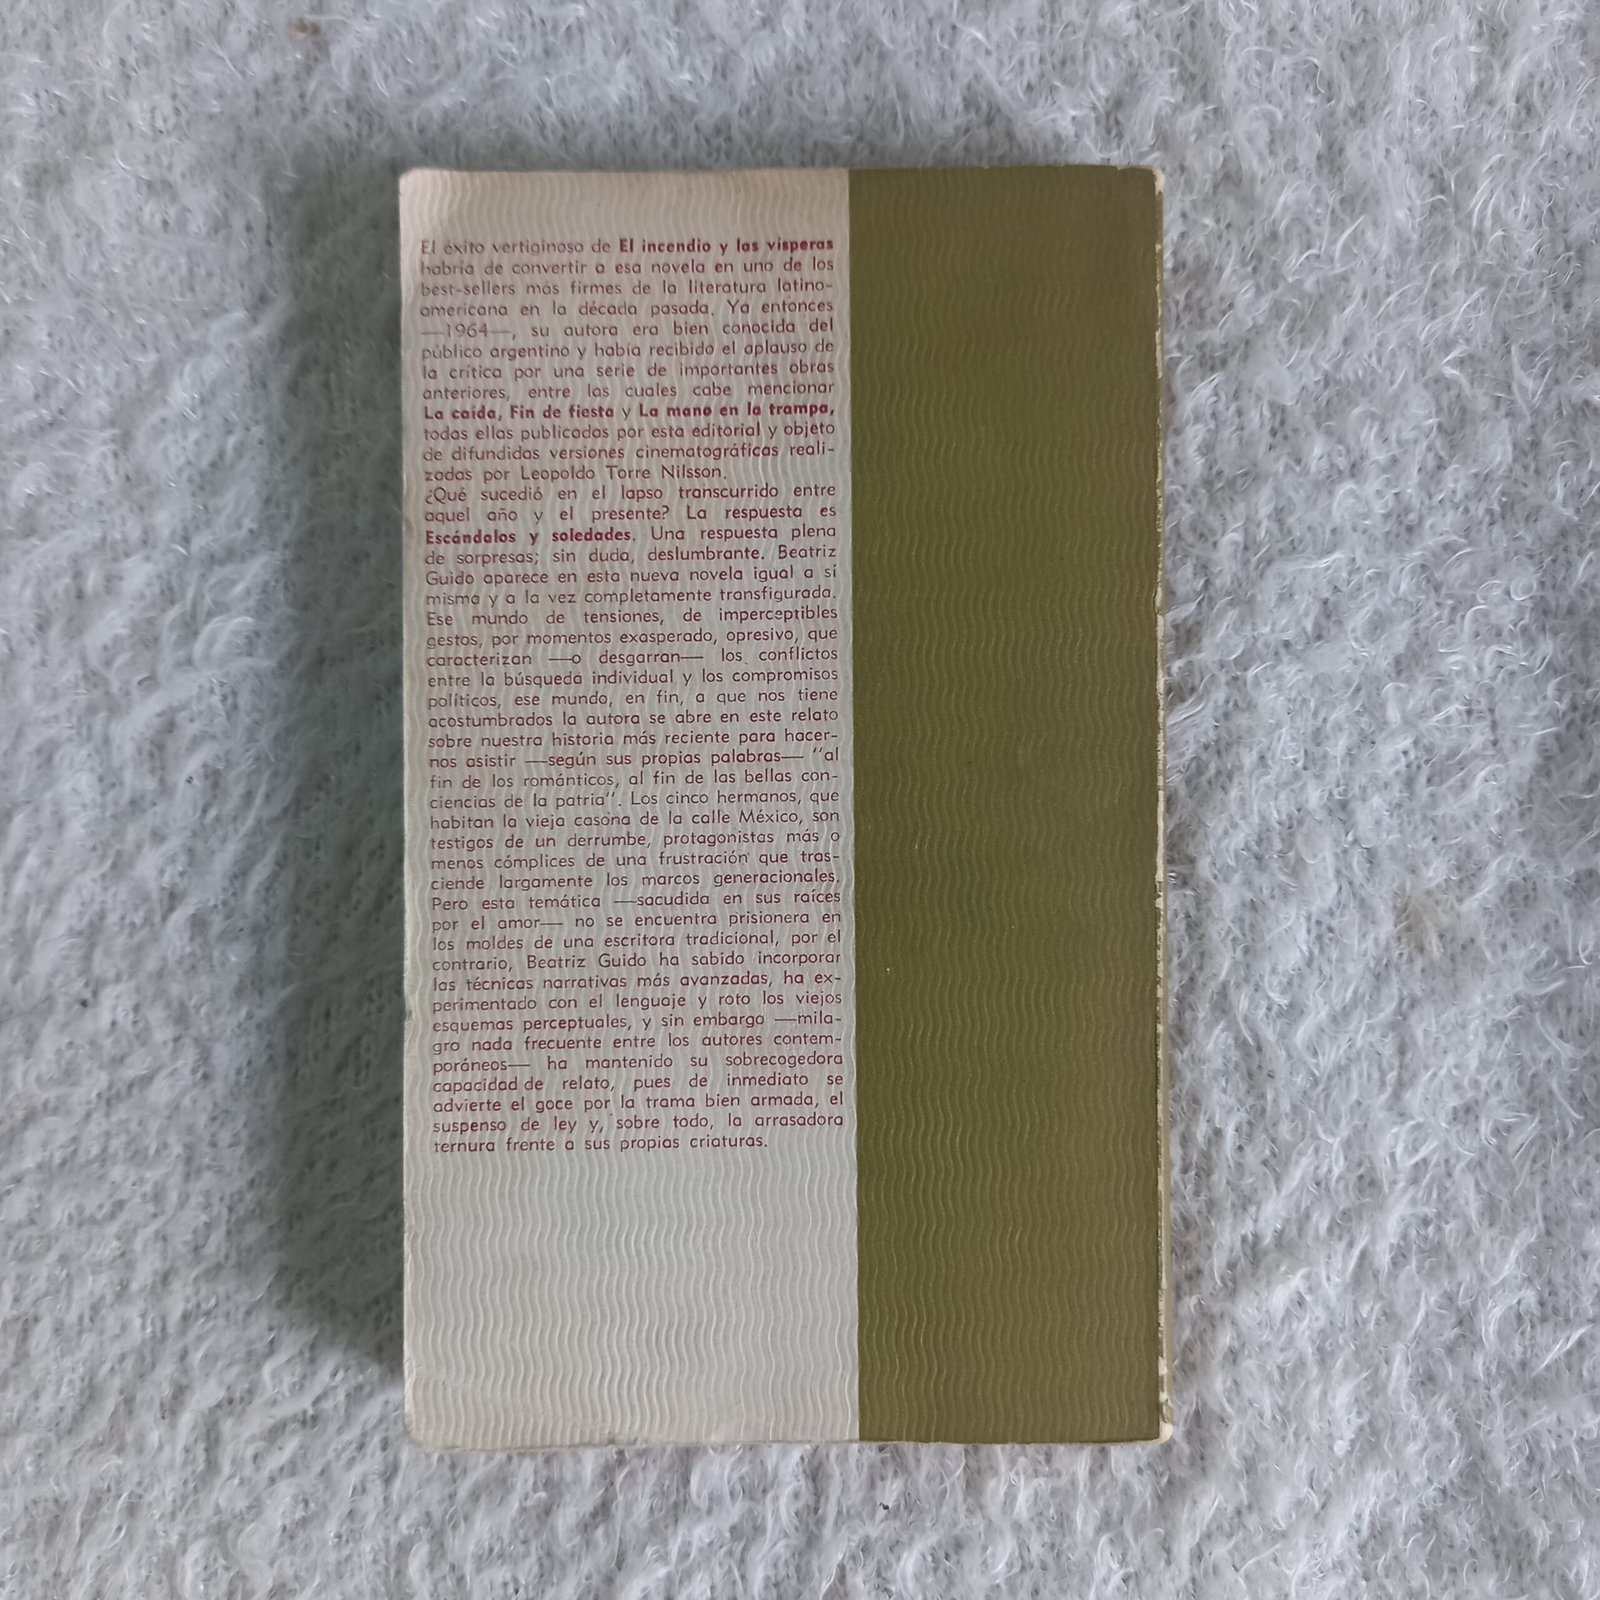 El éxito vertiginoso de El incendio y las vísperas
habría de convertir a esa novela en uno de los
best-sellers más firmes de la literatura latino-
americana en la década pasada. Ya entonces
—1964—, su autora era bien conocida del
público argentino y había recibido el aplauso de
la crítica por una serie de importantes obras
anteriores, entre las cuales cabe mencionar
La caída, Fin de fiesta y La mano en la trampa,
todas ellas publicadas por esta editorial y objeto
de difundidas versiones cinematográficas reali-
zadas por Leopoldo Torre Nilsson.
¿Qué sucedió en el lapso transcurrido entre
aquel año y el presente? La respuesta es
Escándalos y soledades. Una respuesta plena
de sorpresas; sin duda, deslumbrante. Beatriz
Guido aparece en esta nueva novela igual a sí
misma y a la vez completamente transfigurada.
Ese mundo de tensiones, de imperceptibles
gestos, por momentos exasperado, opresivo, que
caracterizan —o desgarran— los conflictos
entre la búsqueda individual y los compromisos
políticos, ese mundo, en fin, a que nos tiene
acostumbrados la autora se abre en este relato
sobre nuestra historia más reciente para hacer-
nos asistir —según sus propias palabras— "al
fin de los románticos, al fin de las bellas con-
ciencias de la patria". Los cinco hermanos, que
habitan la vieja casona de la calle México, son
testigos de un derrumbe, protagonistas más o
menos cómplices de una frustración que tras-
ciende largamente los marcos generacionales.
Pero esta temática —sacudida en sus raíces
por el amor— no se encuentra prisionera en
los moldes de una escritora tradicional, por el
contrario, Beatriz Guido ha sabido incorporar
las técnicas narrativas más avanzadas, ha ex-
perimentado con el lenguaje y roto los viejos
esquemas perceptuales, y sin embargo —mila-
gro nada frecuente entre los autores contem-
poráneos— ha mantenido su sobrecogedora
capacidad de relato, pues de inmediato se
advierte el goce por la trama bien armada, el
suspenso de ley y, sobre todo, la arrasadora
ternura frente a sus propias criaturas.